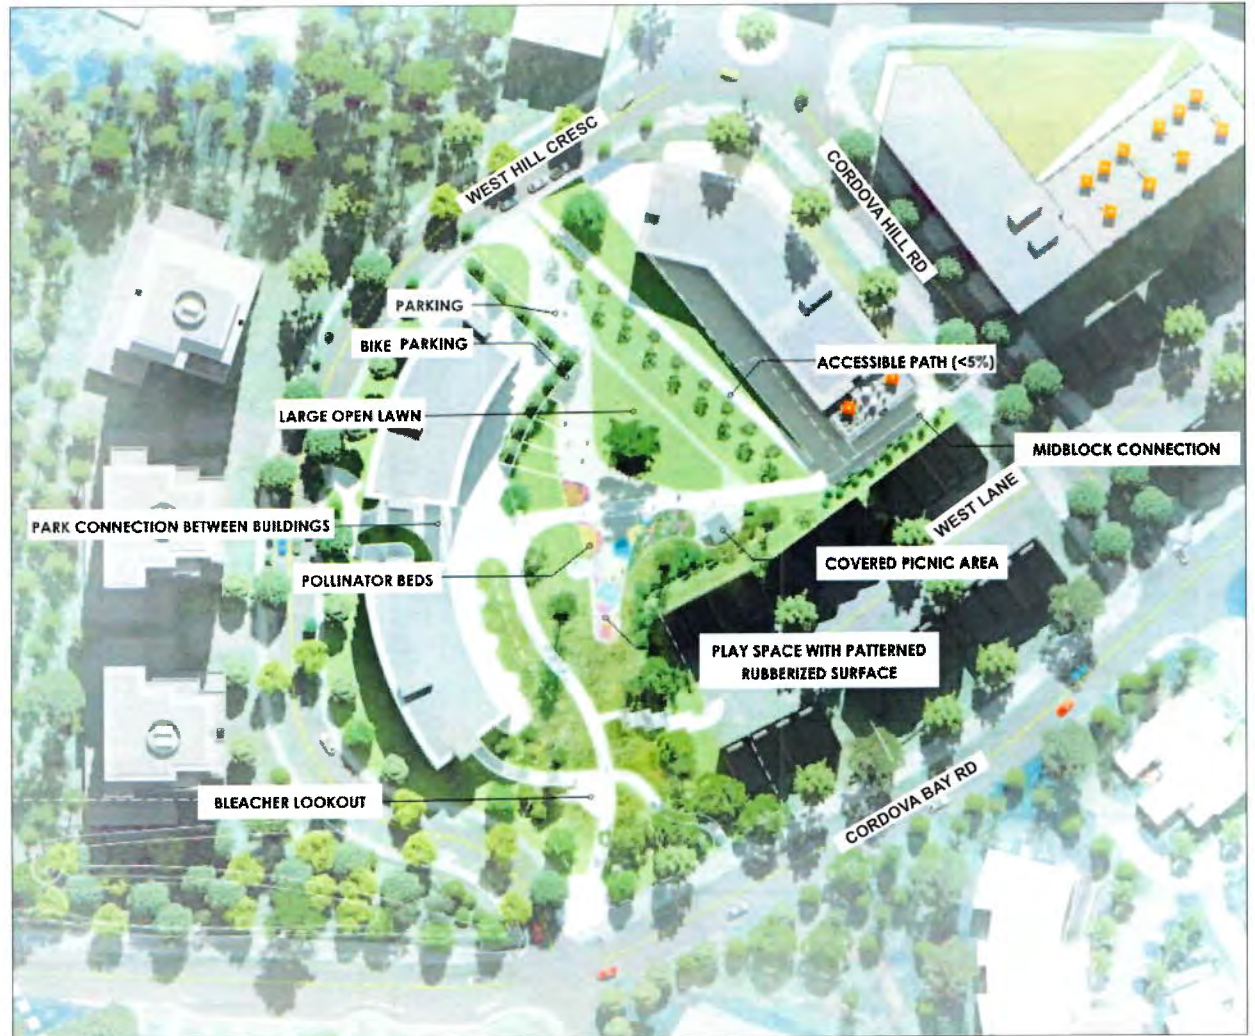 WEST HILL CRESC
CORDOVA HILL RD
PARKING
BIKE PARKING
ACCESSIBLE PATH (<5%)
LARGE OPEN LAWN
MIDBLOCK CONNECTION
WEST LANE
PARK CONNECTION BETWEEN BUILDINGS
COVERED PICNIC AREA
POLLINATOR BEDS
PLAY SPACE WITH PATTERNED
RUBBERIZED SURFACE
BLEACHER LOOKOUT
CORDOVA BAY RD